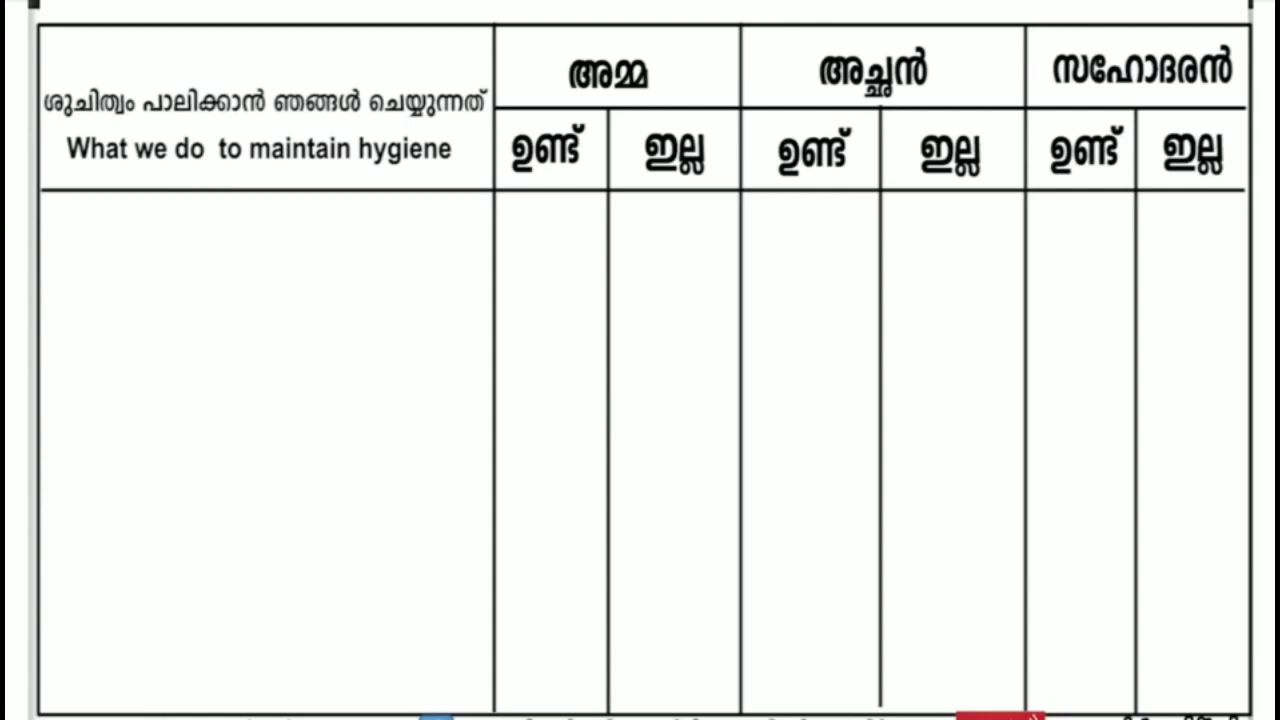 അമ്മ അച്ഛൻ സഹോദരൻ
ശുചിത്വം പാലിക്കാൻ ഞങ്ങൾ ചെയ്യുന്നത്
What we do to maintain hygiene
ഉണ്ട് ഇല്ല ഉണ്ട് ഇല്ല ഉണ്ട് ഇല്ല